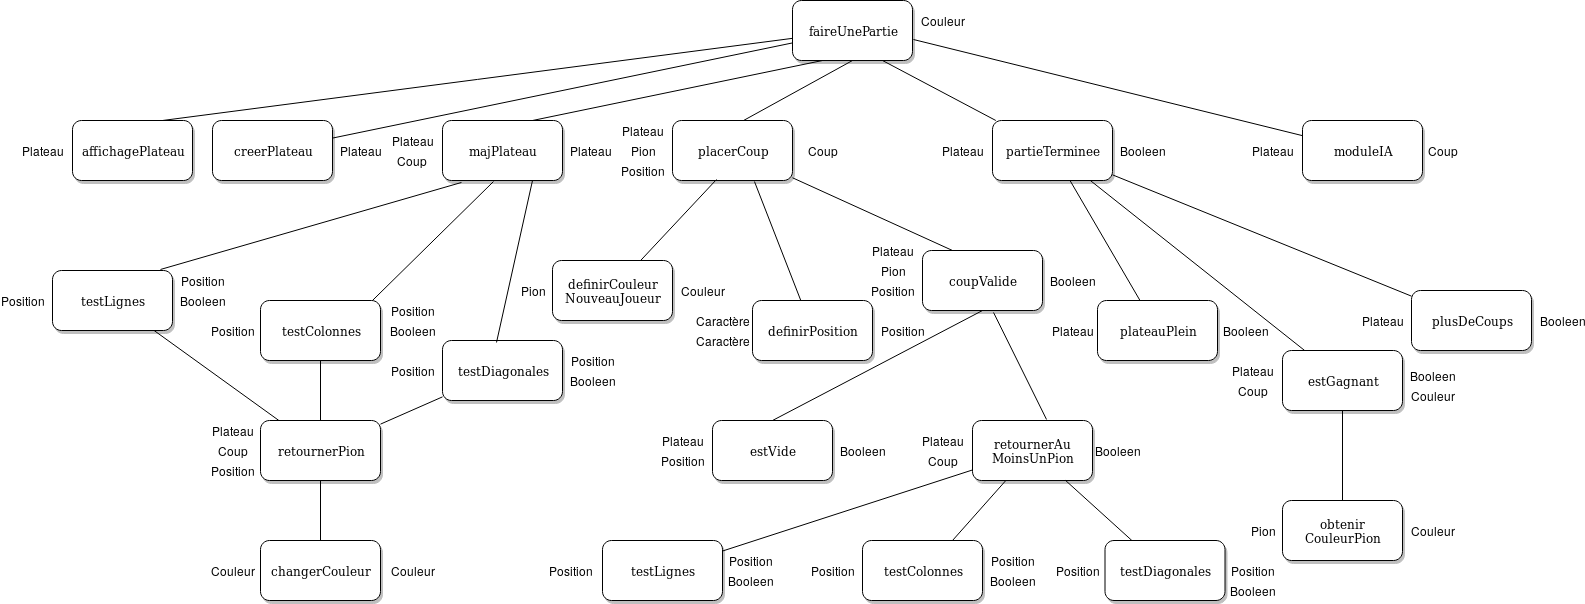 faireUnePartie
Couleur
Plateau
affichagePlateau
creerPlateau
Plateau
Plateau
Coup
majPlateau
Plateau
Plateau
Pion
Position
placerCoup
Coup
Plateau
partieTerminee
Booleen
Plateau
moduleIA
Coup
Position
testLignes
Position
Booleen
Position
testColonnes
Position
Booleen
Position
testDiagonales
Position
Booleen
Pion
definirCouleur
NouveauJoueur
Couleur
Caractère
Caractère
definirPosition
Position
Plateau
Pion
Position
coupValide
Booleen
Plateau
plateauPlein
Booleen
Plateau
plusDeCoups
Booleen
Plateau
Coup
estGagnant
Booleen
Couleur
Plateau
Coup
Position
retournerPion
Plateau
Position
estVide
Booleen
Plateau
Coup
retournerAu
MoinsUnPion
Booleen
Pion
obtenir
CouleurPion
Couleur
Couleur
changerCouleur
Couleur
Position
testLignes
Position
Booleen
Position
testColonnes
Position
Booleen
Position
testDiagonales
Position
Booleen